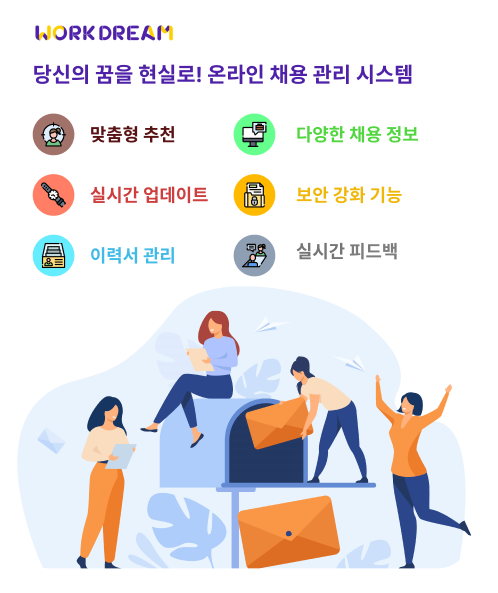 WORK DREAM
당신의 꿈을 현실로! 온라인 채용 관리 시스템
맞춤형 추천
다양한 채용 정보
실시간 업데이트
보안 강화 기능
이력서 관리
실시간 피드백